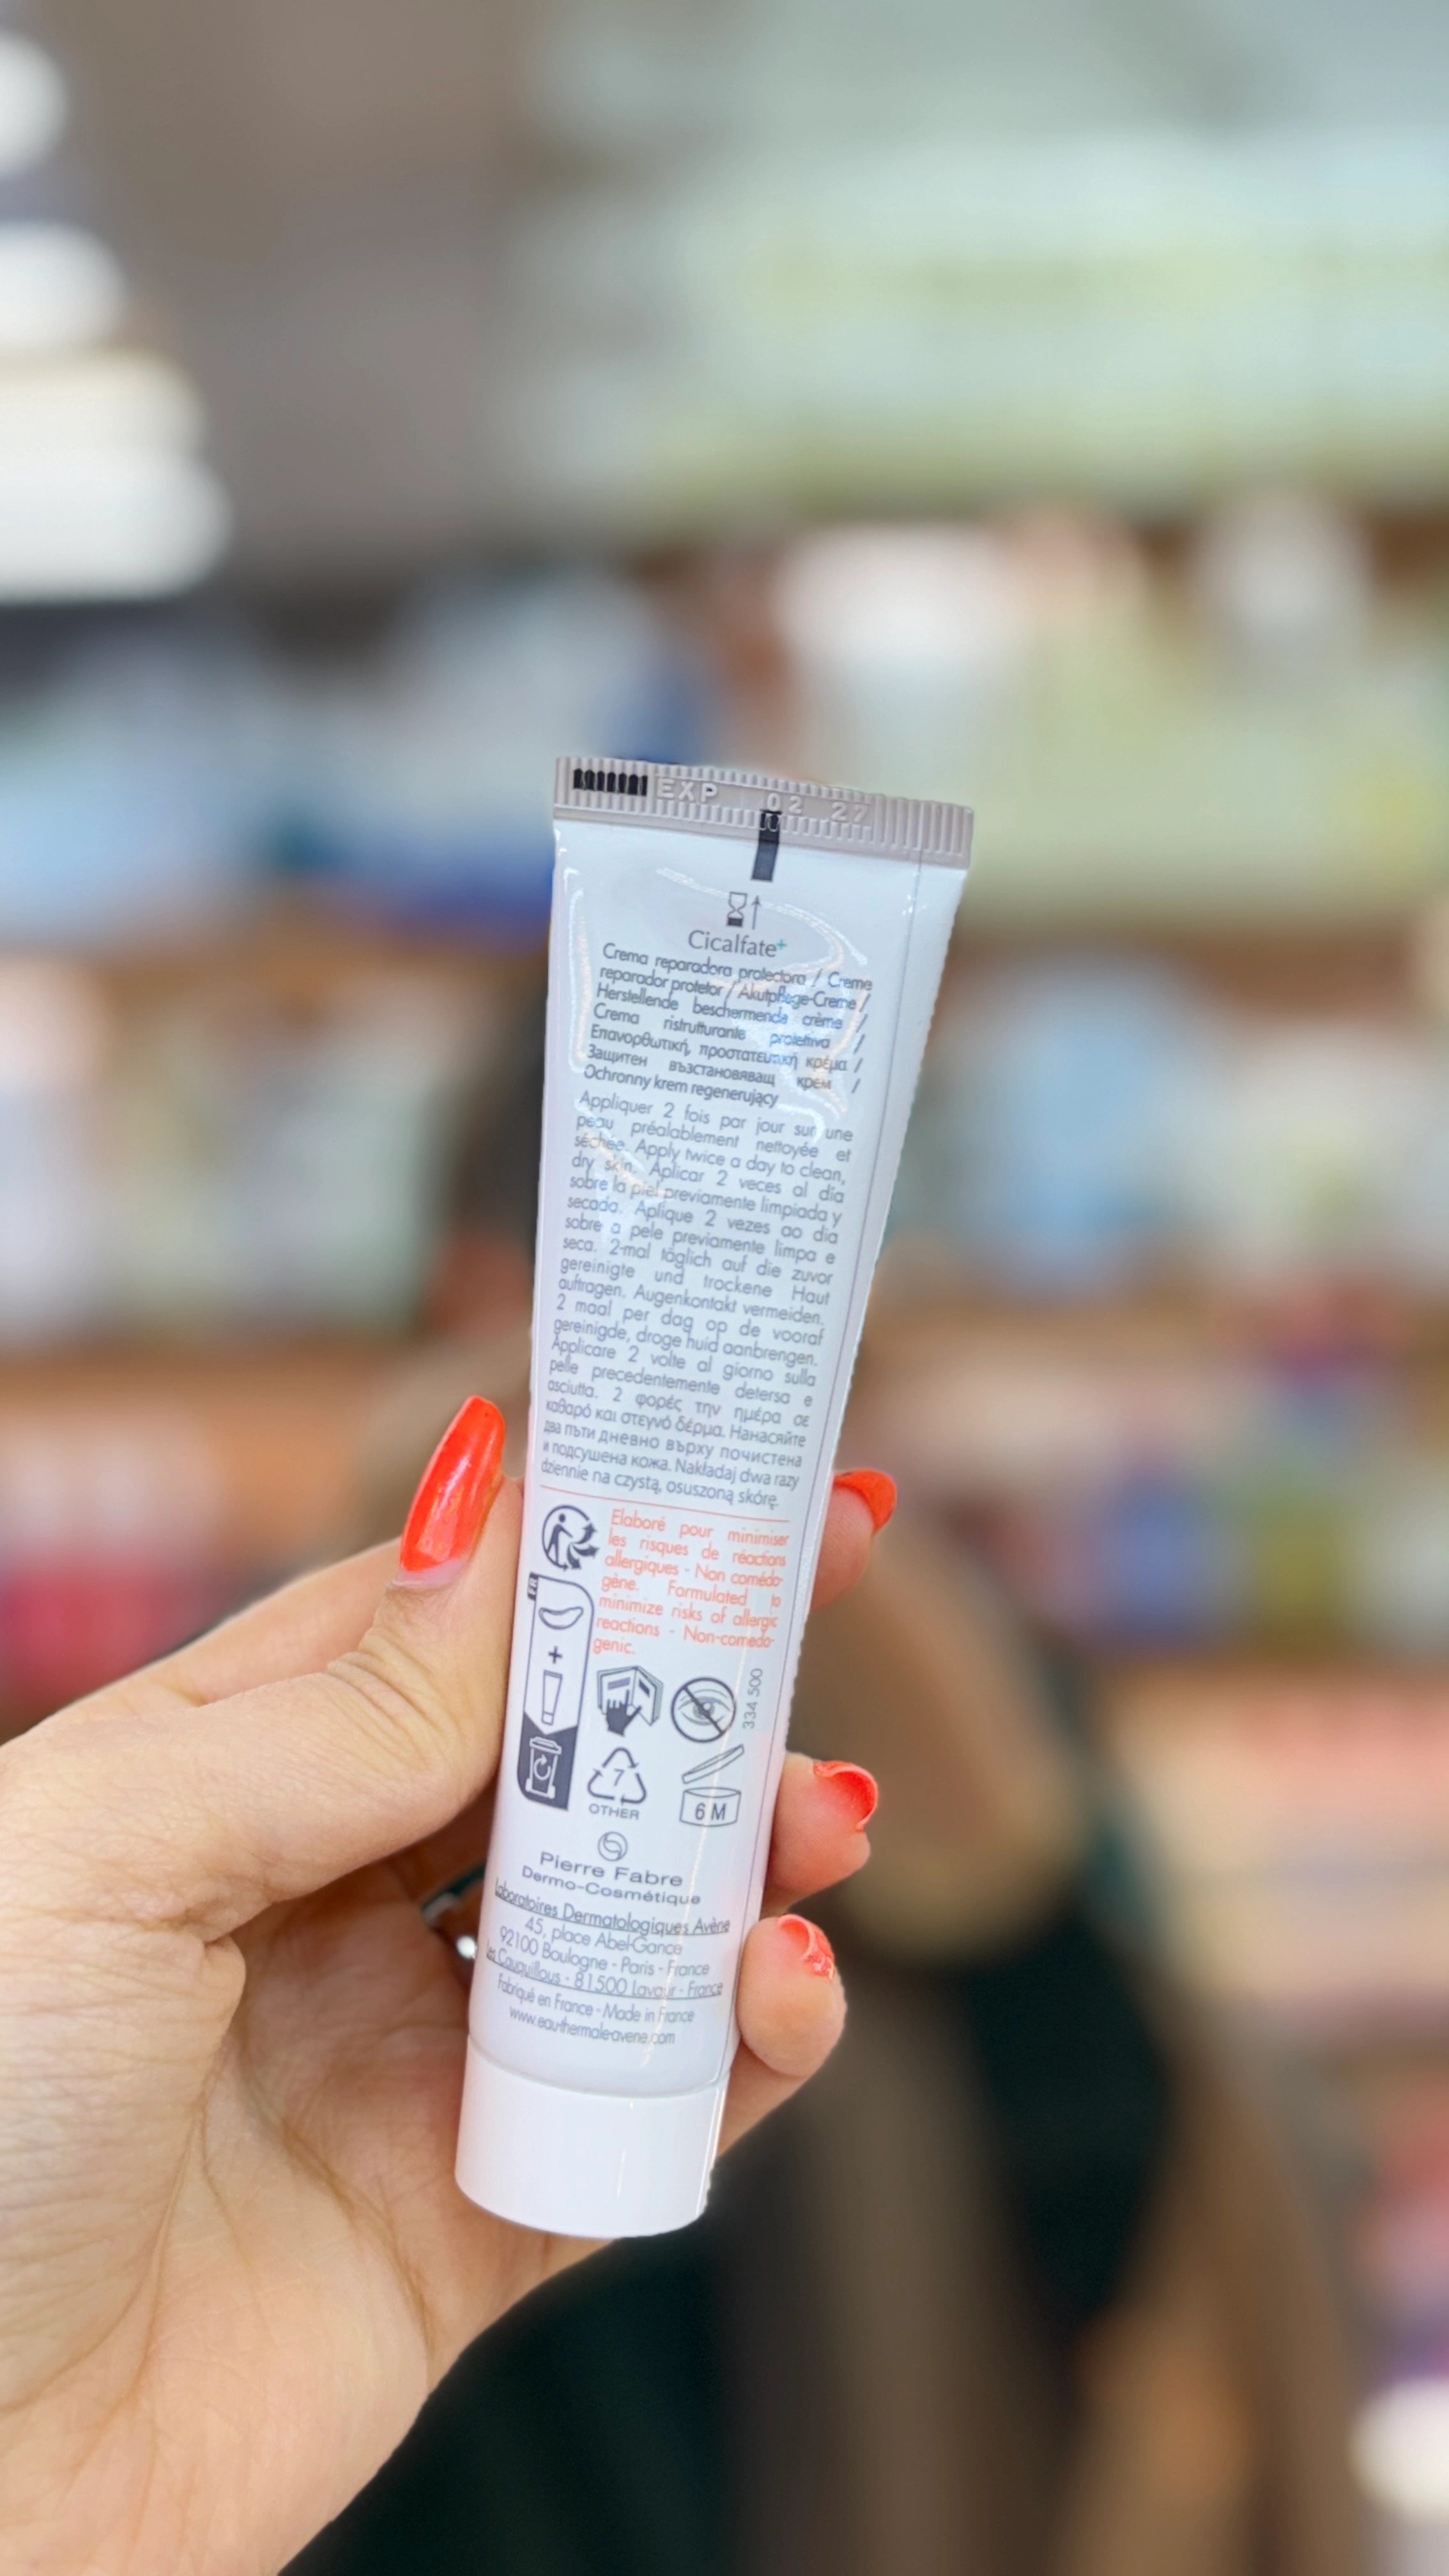 EXP 02 27
Cicalfate+
Crema reparadora protectora / Creme
reparador protetor / Akutpflege-Creme /
Herstellende beschermende crème /
Crema ristrutturante protettiva /
Επανορθωτική, προστατευτική κρέμα /
Защитен възстановяващ крем /
Ochronny krem regenerujący
Appliquer 2 fois par jour sur une
peau préalablement nettoyée et
séchée. Apply twice a day to clean,
dry skin. Aplicar 2 veces al día
sobre la piel previamente limpiada y
secada. Aplique 2 vezes ao dia
sobre a pele previamente limpa e
seca. 2-mal täglich auf die zuvor
gereinigte und trockene Haut
auftragen. Augenkontakt vermeiden.
2 maal per dag op de vooraf
gereinigde, droge huid aanbrengen.
Applicare 2 volte al giorno sulla
pelle precedentemente detersa e
asciutta. 2 φορές την ημέρα σε
καθαρό και στεγνό δέρμα. Нанасяйте
два пъти дневно върху почистена
и подсушена кожа. Nakładaj dwa razy
dziennie na czystą, osuszoną skórę.
Elaboré pour minimiser
les risques de réactions
allergiques - Non comédo-
gène. Formulated to
minimize risks of allergic
reactions - Non-comedo-
genic.
FR
334 500
7
OTHER
6 M
Pierre Fabre
Dermo-Cosmétique
Laboratoires Dermatologiques Avène
45, place Abel-Gance
92100 Boulogne - Paris - France
Les Cauquillous - 81500 Lavaur - France
Fabriqué en France - Made in France
www.eau-thermale-avene.com